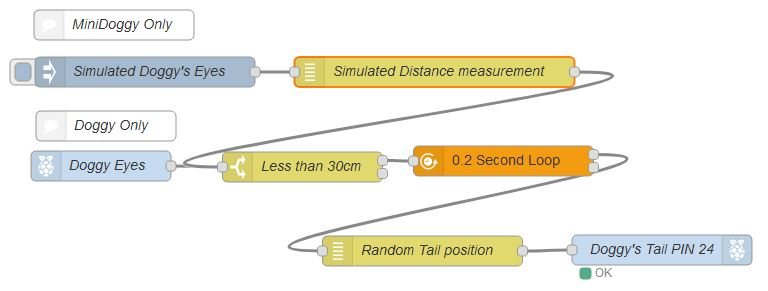 MiniDoggy Only
Simulated Doggy's Eyes
Simulated Distance measurement
Doggy Only
Doggy Eyes
Less than 30cm
0.2 Second Loop
Random Tail position
Doggy's Tail PIN 24
OK